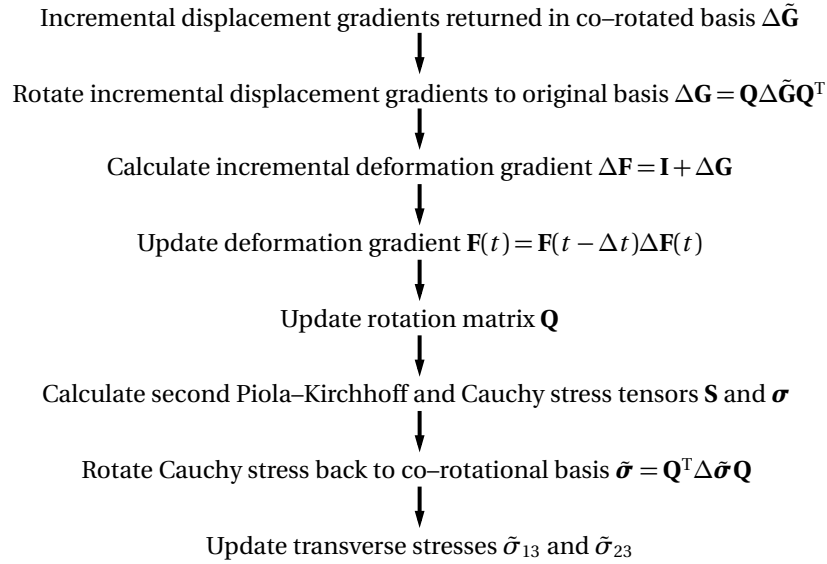 Incremental displacement gradients returned in co–rotated basis ΔG̃
Rotate incremental displacement gradients to original basis ΔG = QΔG̃Qᵀ
Calculate incremental deformation gradient ΔF = I + ΔG
Update deformation gradient F(t) = F(t − Δt)ΔF(t)
Update rotation matrix Q
Calculate second Piola–Kirchhoff and Cauchy stress tensors S and σ
Rotate Cauchy stress back to co–rotational basis σ̃ = QᵀΔσ̃Q
Update transverse stresses σ̃₁₃ and σ̃₂₃